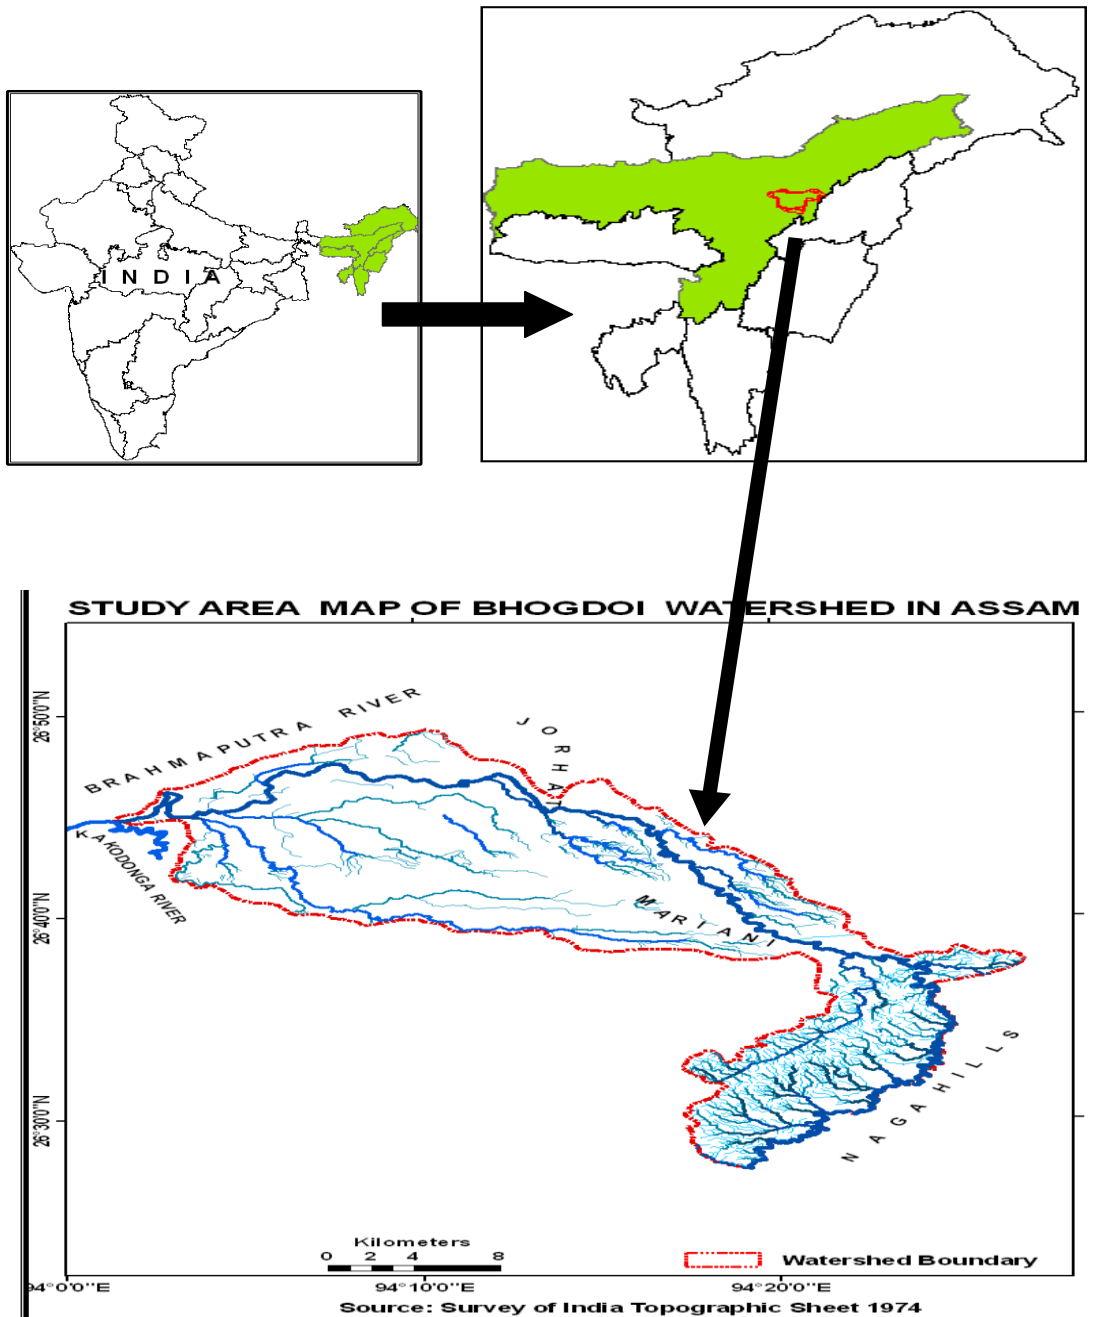 INDIA
STUDY AREA MAP OF BHOGDOI WATERSHED IN ASSAM
26°50'0"N
26°40'0"N
26°30'0"N
BRAHMAPUTRA RIVER
JORHAT
KAKODONGA RIVER
MARIANI
NAGA HILLS
Kilometers
0 2 4 8
Watershed Boundary
94°0'0"E 94°10'0"E 94°20'0"E
Source: Survey of India Topographic Sheet 1974